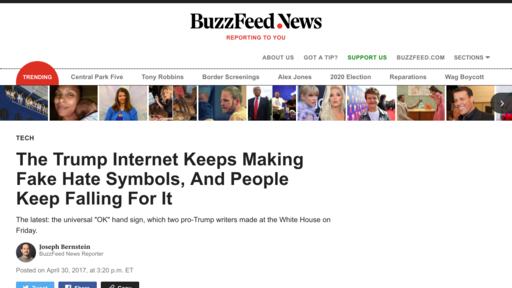 BuzzFeed News
REPORTING TO YOU
ABOUT US GOT A TIP? SUPPORT US BUZZFEED.COM SECTIONS
TRENDING Central Park Five Tony Robbins Border Screenings Alex Jones 2020 Election Reparations Wag Boycott
TECH
The Trump Internet Keeps Making
Fake Hate Symbols, And People
Keep Falling For It
The latest: the universal "OK" hand sign, which two pro-Trump writers made at the White House on
Friday.
Joseph Bernstein
BuzzFeed News Reporter
Posted on April 30, 2017, at 3:20 p.m. ET
Tweet Share Copy